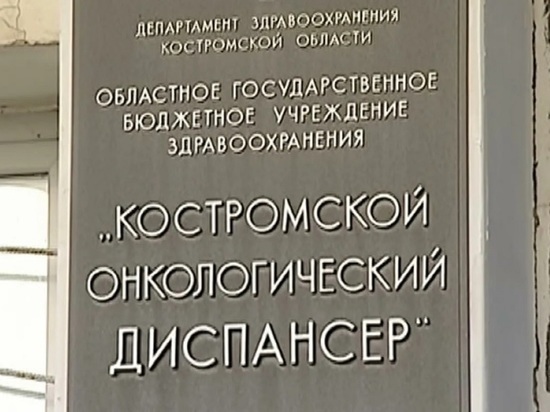 ДЕПАРТАМЕНТ ЗДРАВООХРАНЕНИЯ
КОСТРОМСКОЙ ОБЛАСТИ
ОБЛАСТНОЕ ГОСУДАРСТВЕННОЕ
БЮДЖЕТНОЕ УЧРЕЖДЕНИЕ
ЗДРАВООХРАНЕНИЯ
„КОСТРОМСКОЙ
ОНКОЛОГИЧЕСКИЙ
ДИСПАНСЕР"